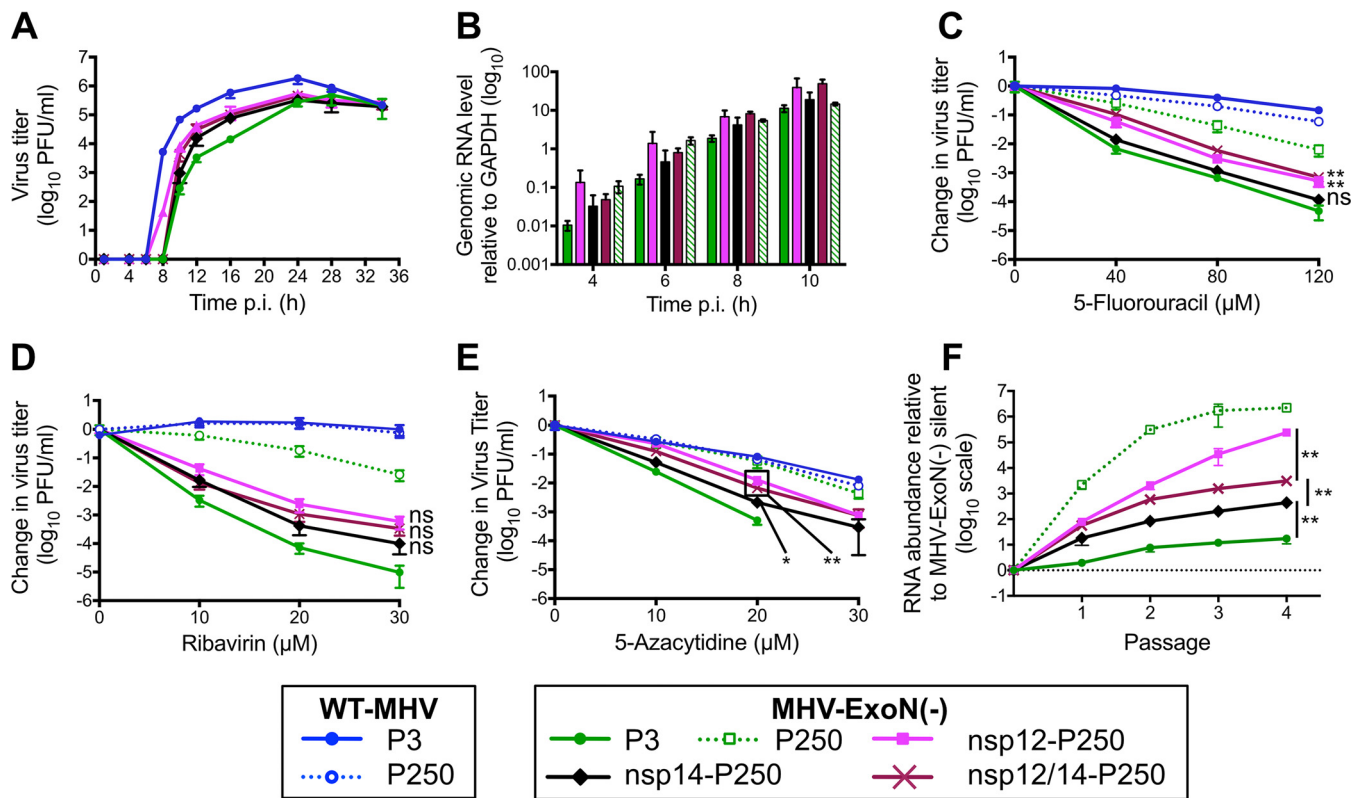 A
Virus titer
(log10 PFU/ml)
7
6
5
4
3
2
1
0
0 4 8 12 16 20 24 28 32 36
Time p.i. (h)
B
Genomic RNA level
relative to GAPDH (log10)
100
10
1
0.1
0.01
0.001
4 6 8 10
Time p.i. (h)
C
Change in virus titer
(log10 PFU/ml)
1
0
-1
-2
-3
-4
-5
-6
**
**
ns
0 40 80 120
5-Fluorouracil (µM)
D
Change in virus titer
(log10 PFU/ml)
1
0
-1
-2
-3
-4
-5
-6
ns
ns
ns
0 10 20 30
Ribavirin (µM)
E
Change in Virus Titer
(log10 PFU/ml)
1
0
-1
-2
-3
-4
-5
-6
* **
0 10 20 30
5-Azacytidine (µM)
F
RNA abundance relative
to MHV-ExoN(-) silent
(log10 scale)
7
6
5
4
3
2
1
0
-1
**
**
**
1 2 3 4
Passage
WT-MHV
P3
P250
MHV-ExoN(-)
P3 P250 nsp12-P250
nsp14-P250 nsp12/14-P250